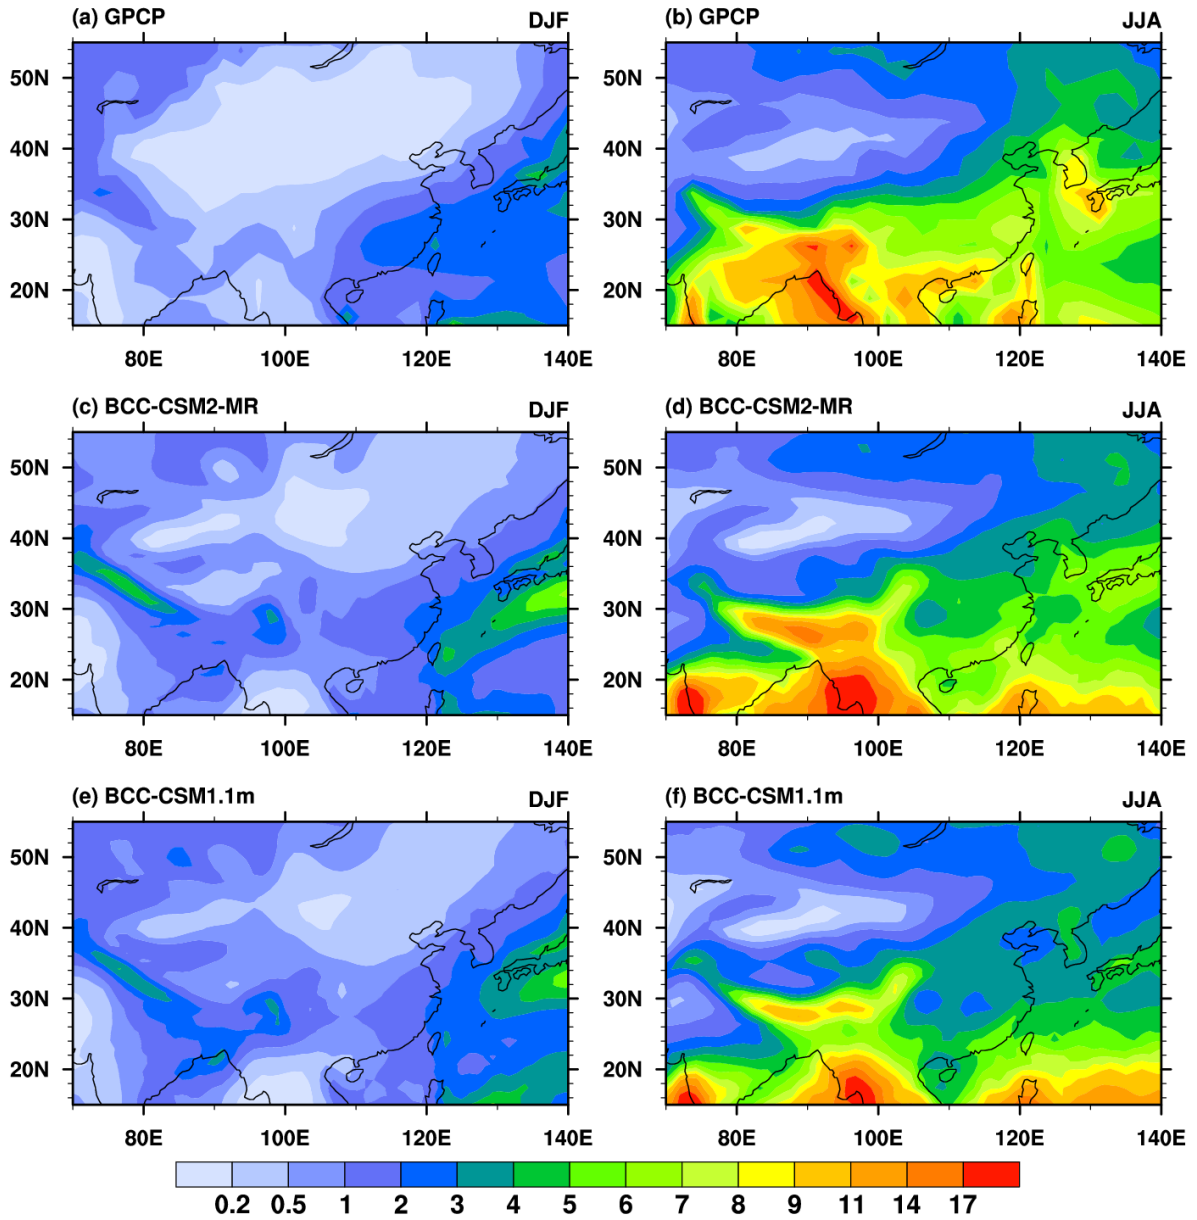 (a) GPCP DJF
(b) GPCP JJA
50N
40N
30N
20N
80E 100E 120E 140E
50N
40N
30N
20N
80E 100E 120E 140E
(c) BCC-CSM2-MR DJF
(d) BCC-CSM2-MR JJA
50N
40N
30N
20N
80E 100E 120E 140E
50N
40N
30N
20N
80E 100E 120E 140E
(e) BCC-CSM1.1m DJF
(f) BCC-CSM1.1m JJA
50N
40N
30N
20N
80E 100E 120E 140E
50N
40N
30N
20N
80E 100E 120E 140E
0.2 0.5 1 2 3 4 5 6 7 8 9 11 14 17